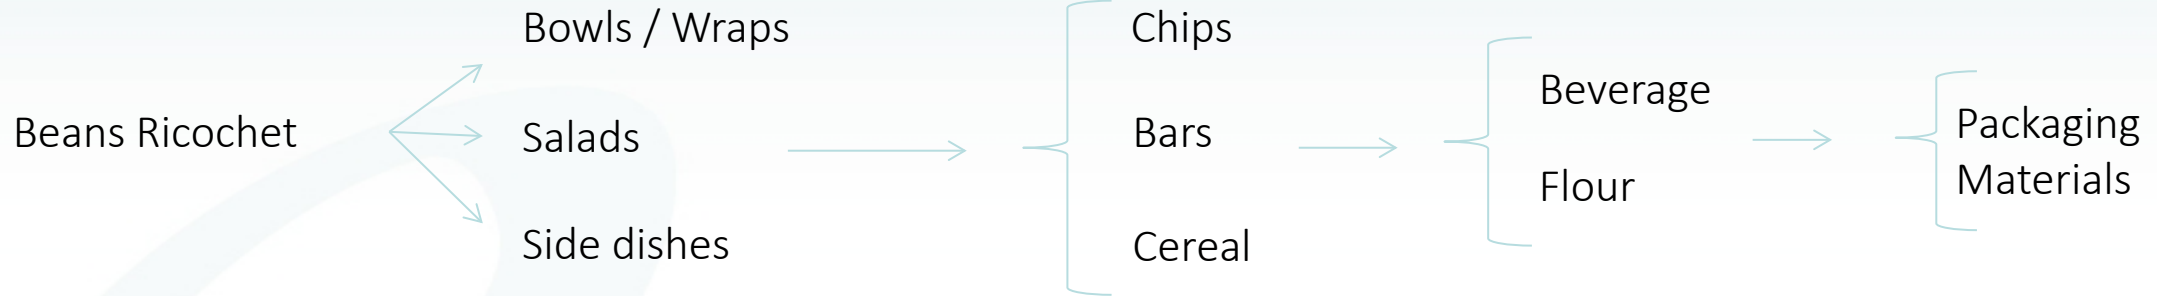 Beans Ricochet
Bowls / Wraps
Salads
Side dishes
Chips
Bars
Cereal
Beverage
Flour
Packaging
Materials